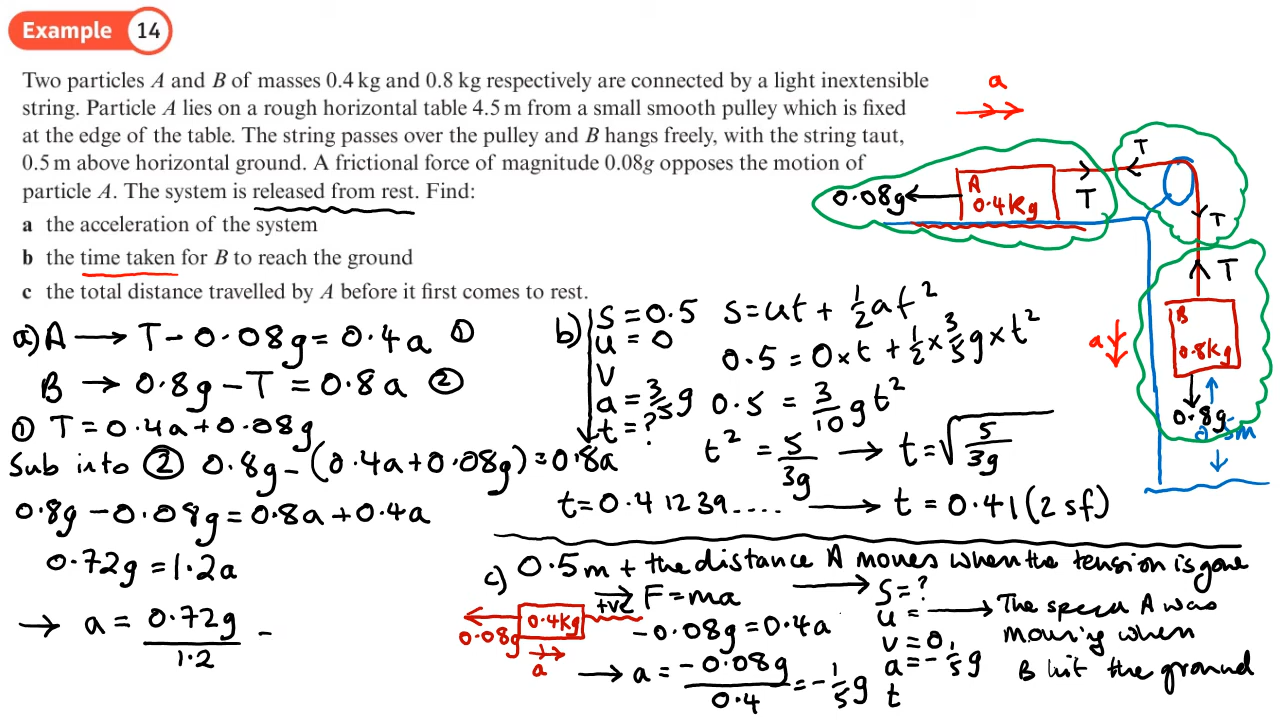 Example 14
Two particles A and B of masses 0.4 kg and 0.8 kg respectively are connected by a light inextensible
string. Particle A lies on a rough horizontal table 4.5 m from a small smooth pulley which is fixed
at the edge of the table. The string passes over the pulley and B hangs freely, with the string taut,
0.5 m above horizontal ground. A frictional force of magnitude 0.08g opposes the motion of
particle A. The system is released from rest. Find:
a the acceleration of the system
b the time taken for B to reach the ground
c the total distance travelled by A before it first comes to rest.
a
0.08g
A
0.4Kg
T
T
T
T
B
0.8Kg
a
0.8g
5m
a) A → T - 0.08g = 0.4a ①
B → 0.8g - T = 0.8a ②
① T = 0.4a + 0.08g
Sub into ② 0.8g - (0.4a + 0.08g) = 0.8a
0.8g - 0.08g = 0.8a + 0.4a
0.72g = 1.2a
→ a = 0.72g/1.2 =
b) S = 0.5
u = 0
v
a = 3/5 g
t = ?
S = ut + 1/2 at²
0.5 = 0×t + 1/2 × 3/5 g × t²
0.5 = 3/10 gt²
t² = 5/3g → t = √(5/3g)
t = 0.41239.... → t = 0.41 (2 sf)
c) 0.5m + the distance A moves when the tension is gone
0.08g
0.4Kg
+ve
a
F = ma
-0.08g = 0.4a
→ a = -0.08g/0.4 = -1/5 g
→ S = ?
u = → The speed A was
moving when
B hit the ground
v = 0
a = -1/5 g
t